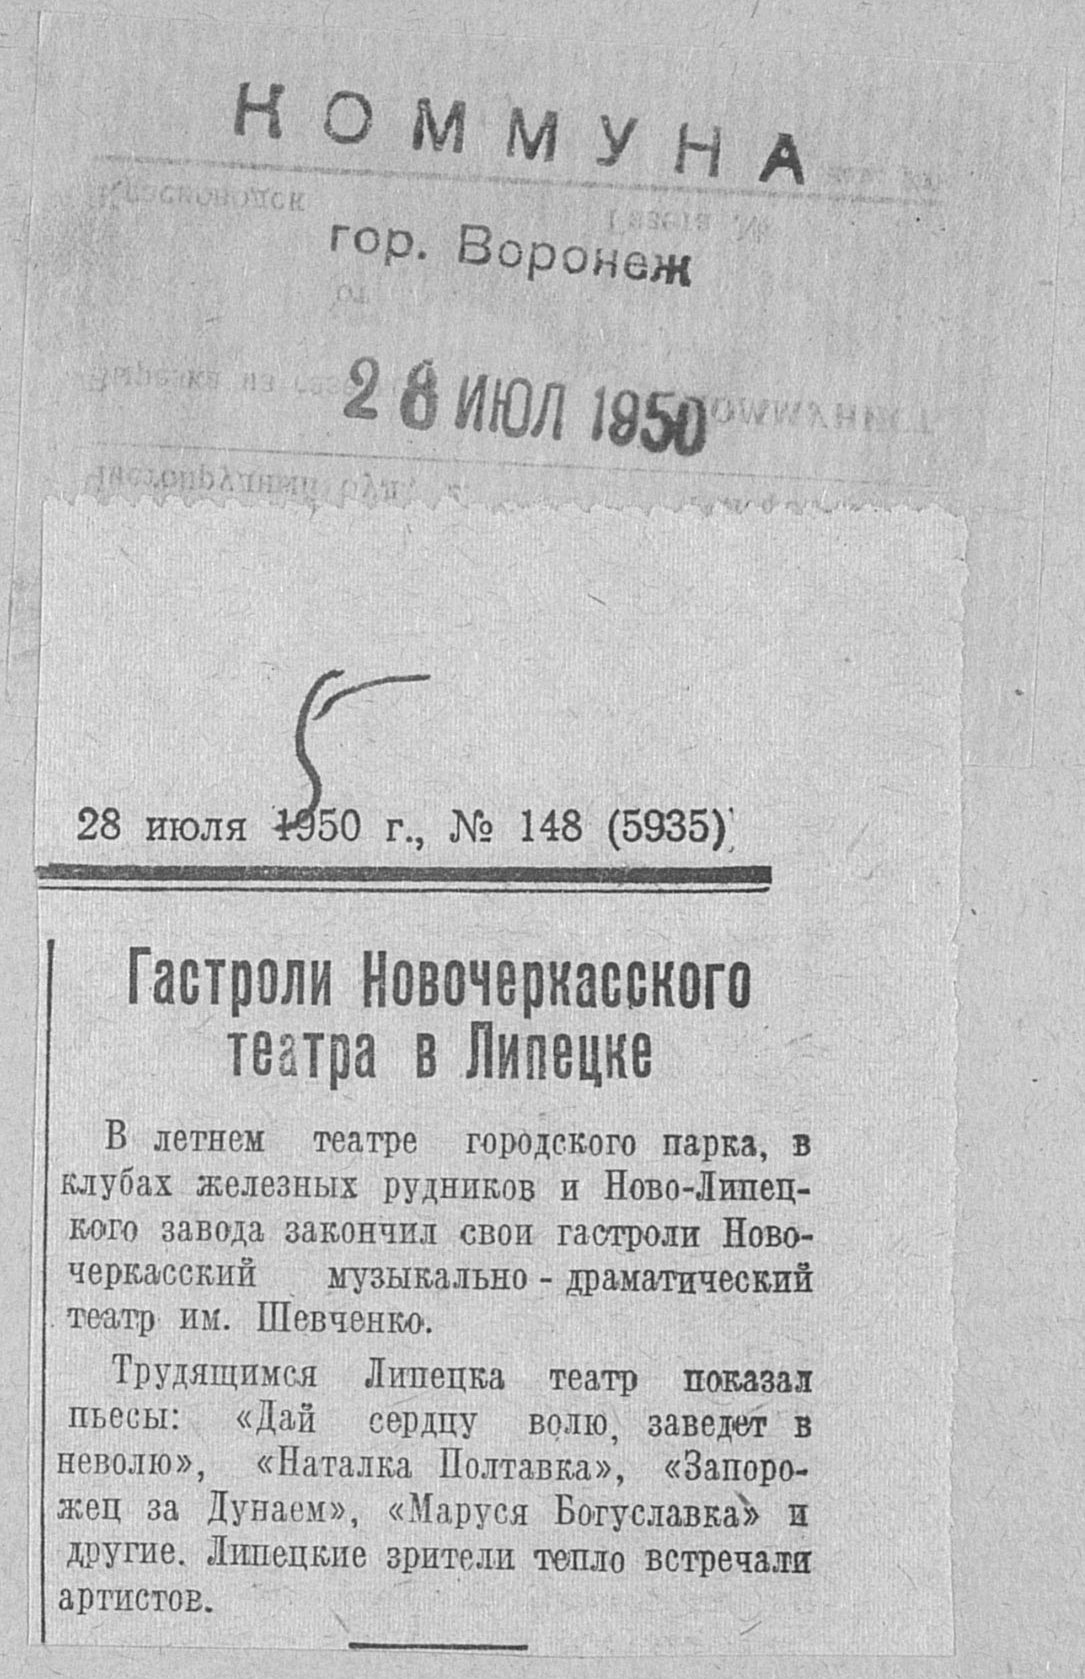 КОММУНА
гор. Воронеж
28 ИЮЛ 1950
28 июля 1950 г., № 148 (5935)
Гастроли Новочеркасского
театра в Липецке
В летнем театре городского парка, в
клубах железных рудников и Ново-Липец-
кого завода закончил свои гастроли Ново-
черкасский музыкально-драматический
театр им. Шевченко.
Трудящимся Липецка театр показал
пьесы: «Дай сердцу волю, заведет в
неволю», «Наталка Полтавка», «Запоро-
жец за Дунаем», «Маруся Богуславка» и
другие. Липецкие зрители тепло встречали
артистов.